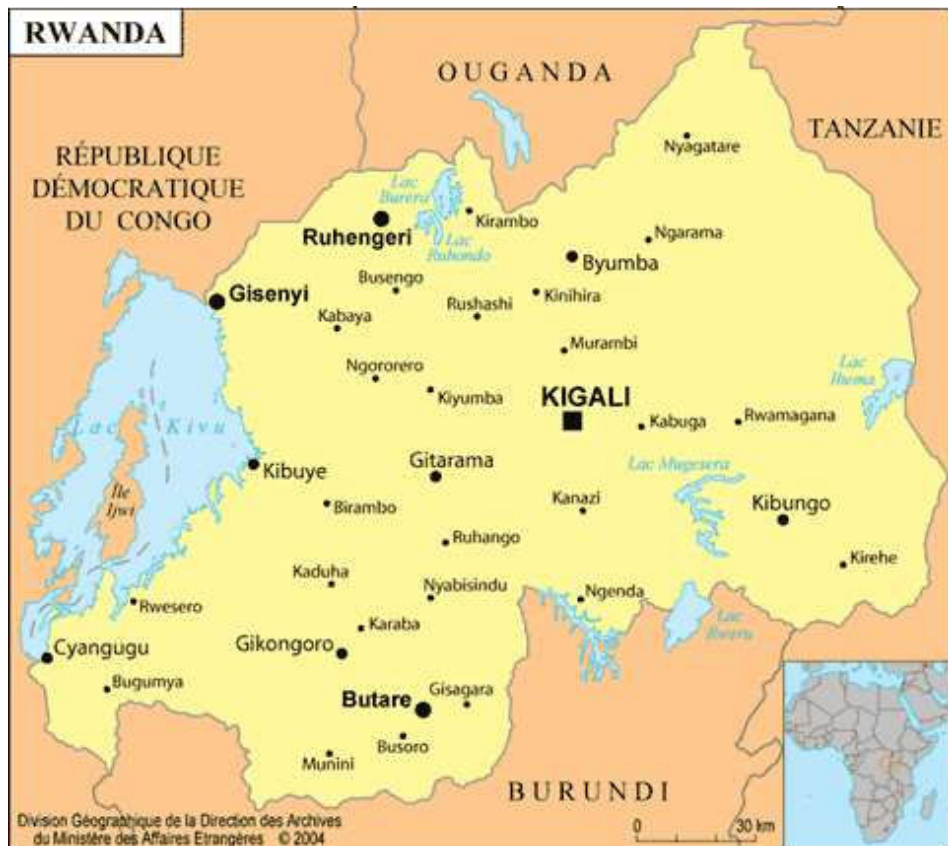 RWANDA
OUGANDA
TANZANIE
RÉPUBLIQUE
DÉMOCRATIQUE
DU CONGO
Nyagatare
Lac
Burera
Kirambo
Ruhengeri
Lac
Ruhondo
Ngarama
Byumba
Busengo
Gisenyi
Kinihira
Rushashi
Kabaya
Murambi
Ngororero
Kiyumba
Lac
Ihema
KIGALI
Kabuga
Rwamagana
Lac Kivu
Kibuye
Gitarama
Lac Mugesera
Île
Ijwi
Birambo
Kanazi
Kibungo
Ruhango
Kirehe
Kaduha
Nyabisindu
Ngenda
Rwesero
Lac
Rweru
Karaba
Cyangugu
Gikongoro
Bugumya
Butare
Gisagara
Busoro
Munini
BURUNDI
Division Géographique de la Direction des Archives
du Ministère des Affaires Etrangères © 2004
0 30 km